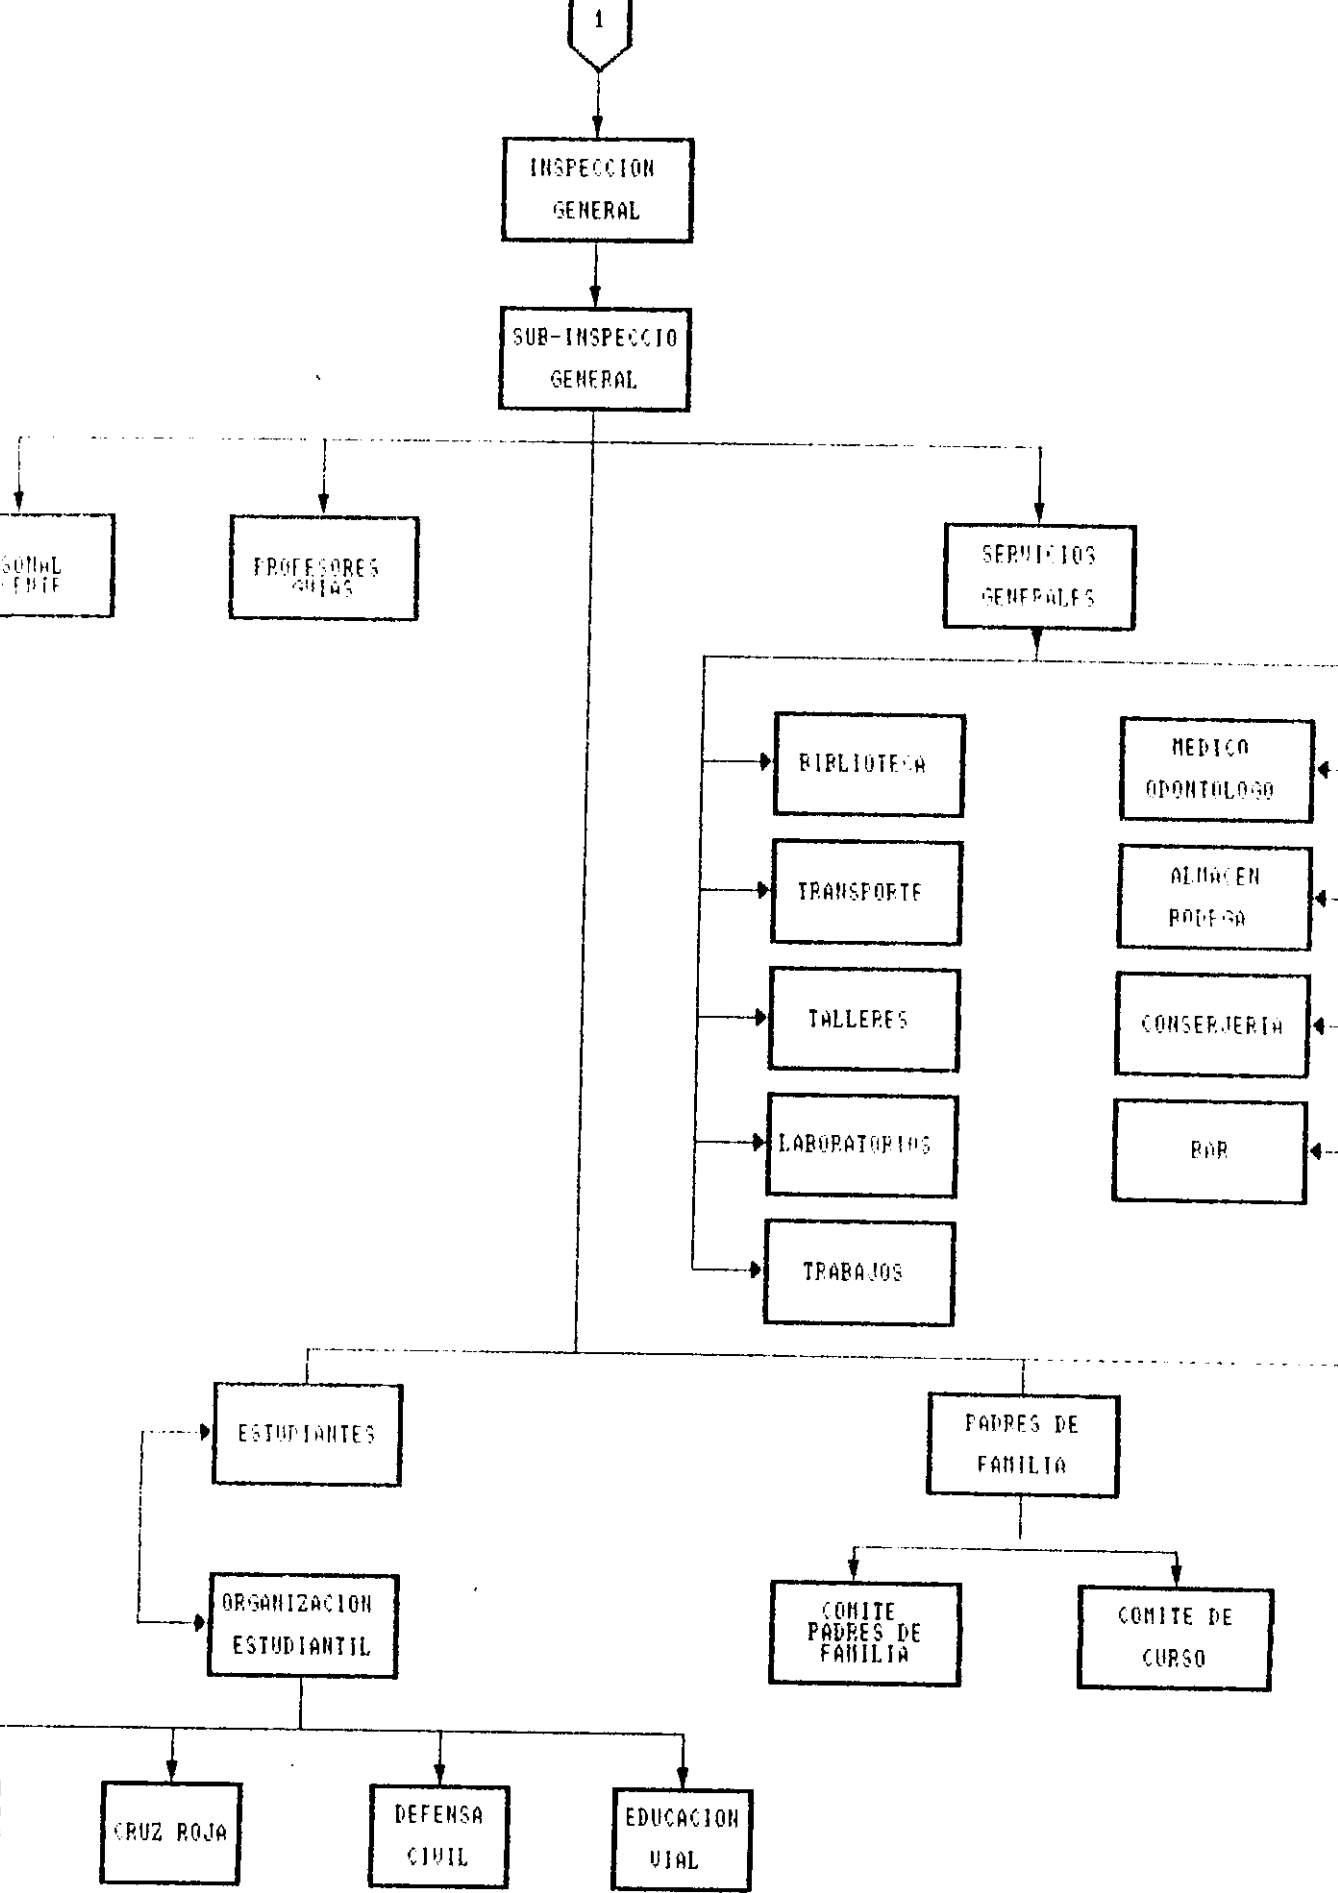 1
INSPECCION
GENERAL
SUB-INSPECCIO
GENERAL
SONAL
CENTE
PROFESORES
GUIAS
SERVICIOS
GENERALES
BIBLIOTECA
MEDICO
ODONTOLOGO
TRANSPORTE
ALMACEN
BODEGA
TALLERES
CONSERJERIA
LABORATORIOS
BAR
TRABAJOS
ESTUDIANTES
PADRES DE
FAMILIA
ORGANIZACION
ESTUDIANTIL
COMITE
PADRES DE
FAMILIA
COMITE DE
CURSO
CRUZ ROJA
DEFENSA
CIVIL
EDUCACION
VIAL